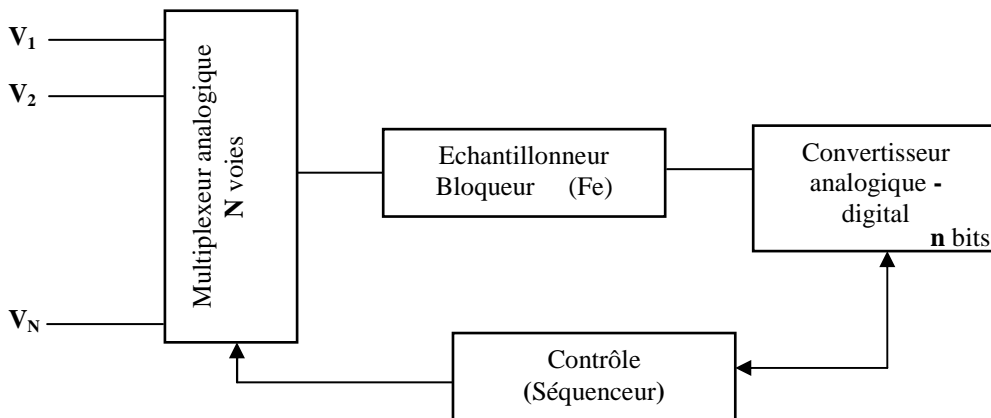 V1
V2
VN
Multiplexeur analogique
N voies
Echantillonneur
Bloqueur (Fe)
Convertisseur
analogique -
digital
n bits
Contrôle
(Séquenceur)